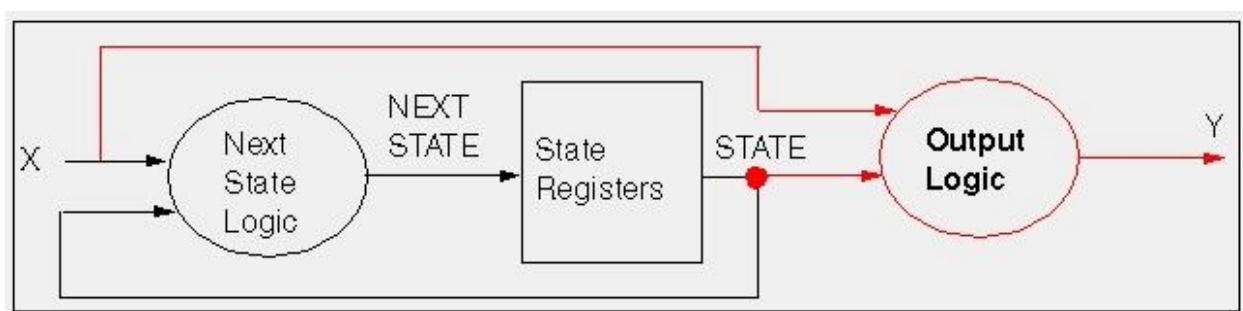 X
Next
State
Logic
NEXT
STATE
State
Registers
STATE
Output
Logic
Y